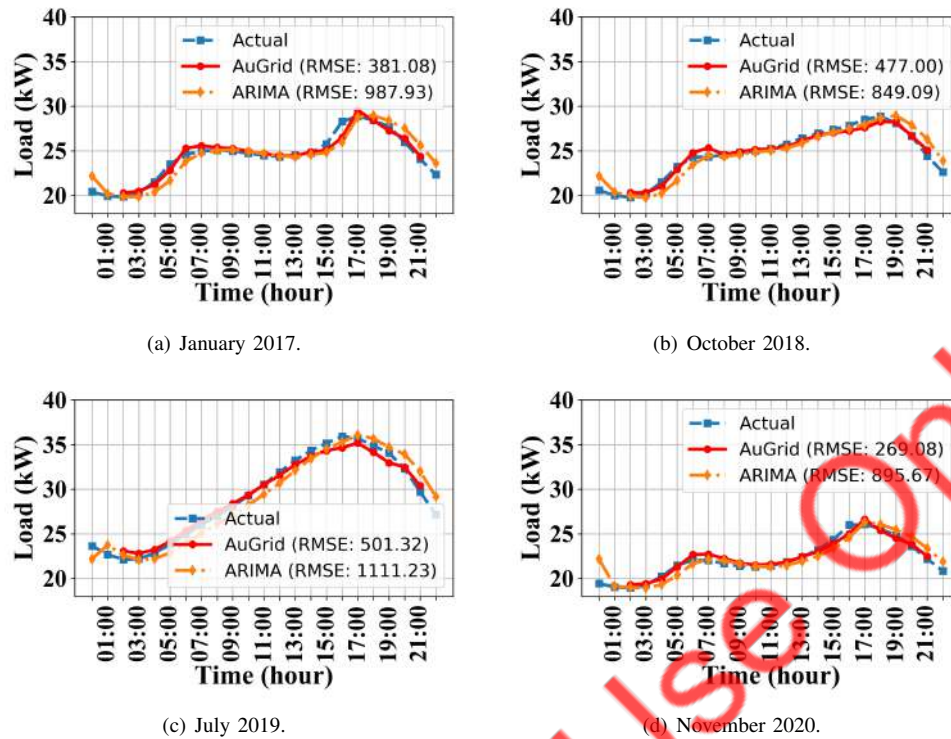 40
35
30
25
20
Load (kW)
Actual
AuGrid (RMSE: 381.08)
ARIMA (RMSE: 987.93)
01:00
03:00
05:00
07:00
09:00
11:00
13:00
15:00
17:00
19:00
21:00
Time (hour)
(a) January 2017.
40
35
30
25
20
Load (kW)
Actual
AuGrid (RMSE: 477.00)
ARIMA (RMSE: 849.09)
01:00
03:00
05:00
07:00
09:00
11:00
13:00
15:00
17:00
19:00
21:00
Time (hour)
(b) October 2018.
40
35
30
25
20
Load (kW)
Actual
AuGrid (RMSE: 501.32)
ARIMA (RMSE: 1111.23)
01:00
03:00
05:00
07:00
09:00
11:00
13:00
15:00
17:00
19:00
21:00
Time (hour)
(c) July 2019.
40
35
30
25
20
Load (kW)
Actual
AuGrid (RMSE: 269.08)
ARIMA (RMSE: 895.67)
01:00
03:00
05:00
07:00
09:00
11:00
13:00
15:00
17:00
19:00
21:00
Time (hour)
(d) November 2020.
Use